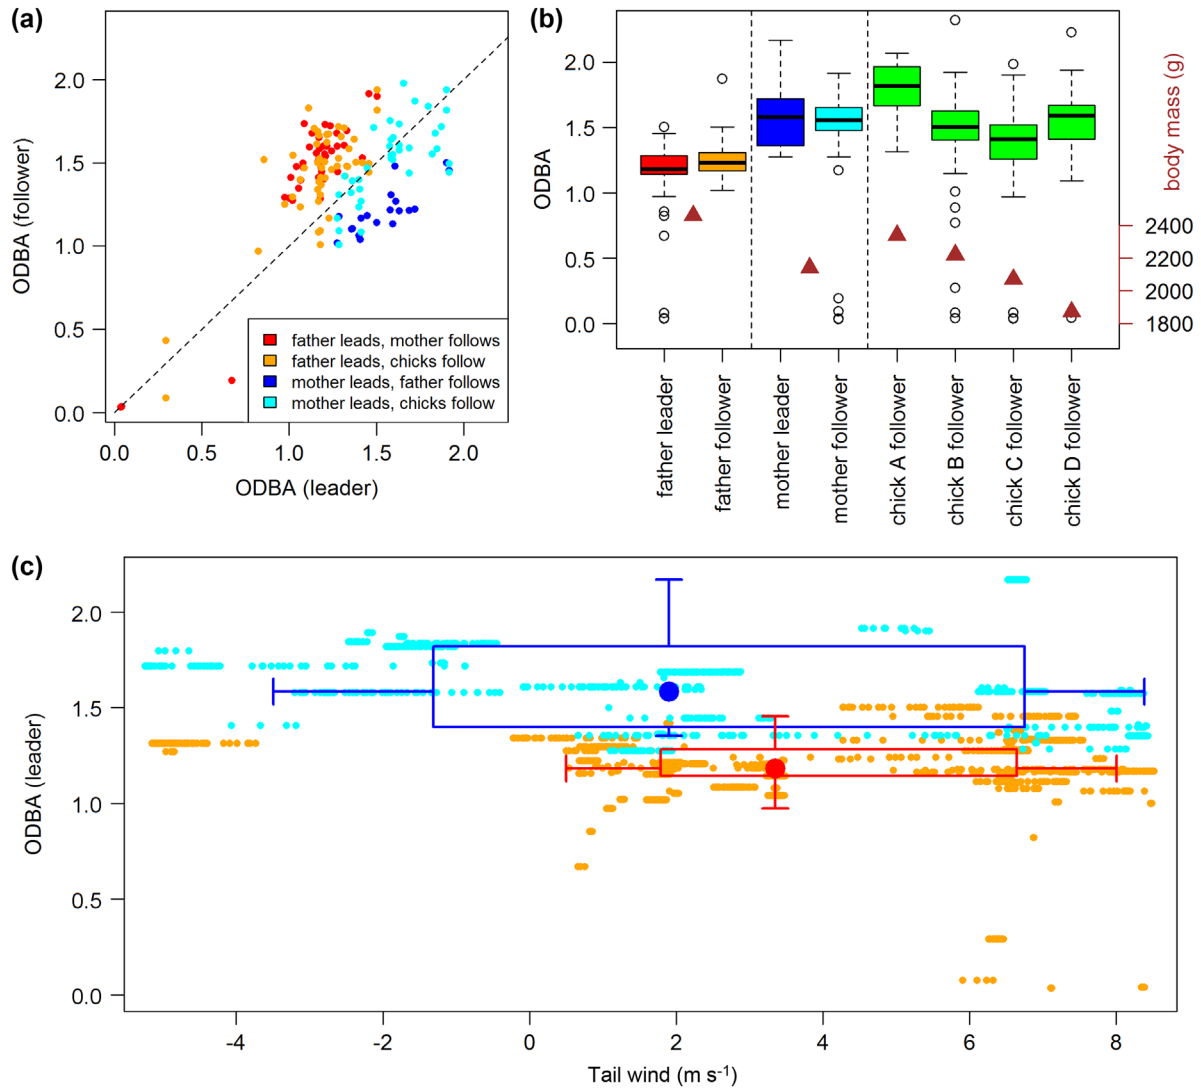 (a)
2.0
1.5
1.0
0.5
0.0
ODBA (follower)
father leads, mother follows
father leads, chicks follow
mother leads, father follows
mother leads, chicks follow
0.0 0.5 1.0 1.5 2.0
ODBA (leader)
(b)
2.0
1.5
1.0
0.5
0.0
ODBA
body mass (g)
2400
2200
2000
1800
father leader
father follower
mother leader
mother follower
chick A follower
chick B follower
chick C follower
chick D follower
(c)
2.0
1.5
1.0
0.5
0.0
ODBA (leader)
-4 -2 0 2 4 6 8
Tail wind (m s-1)